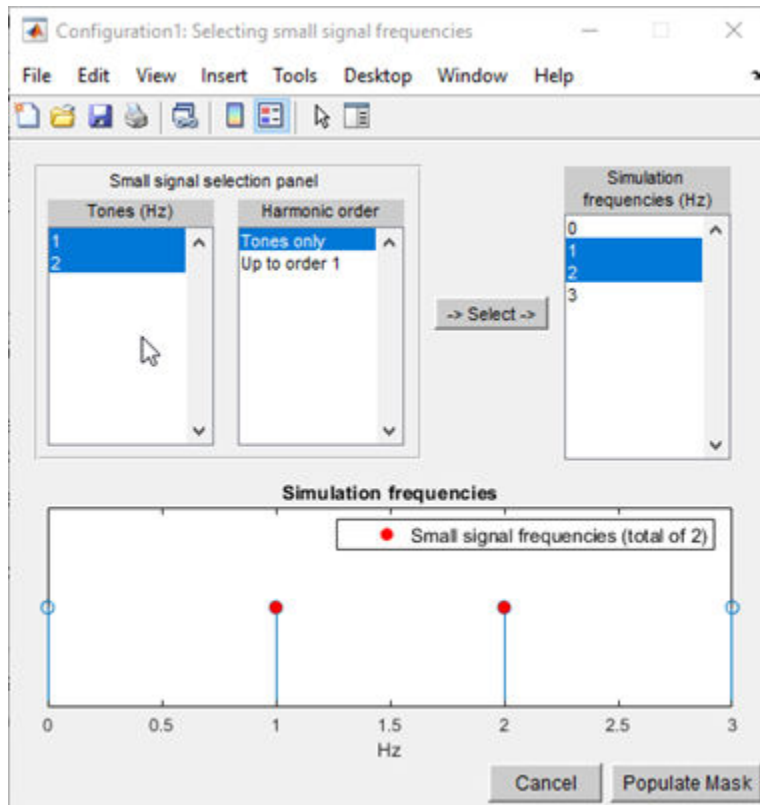 Configuration1: Selecting small signal frequencies
File Edit View Insert Tools Desktop Window Help
Small signal selection panel
Tones (Hz)
1
2
Harmonic order
Tones only
Up to order 1
-> Select ->
Simulation
frequencies (Hz)
0
1
2
3
Simulation frequencies
Small signal frequencies (total of 2)
0 0.5 1 1.5 2 2.5 3
Hz
Cancel Populate Mask